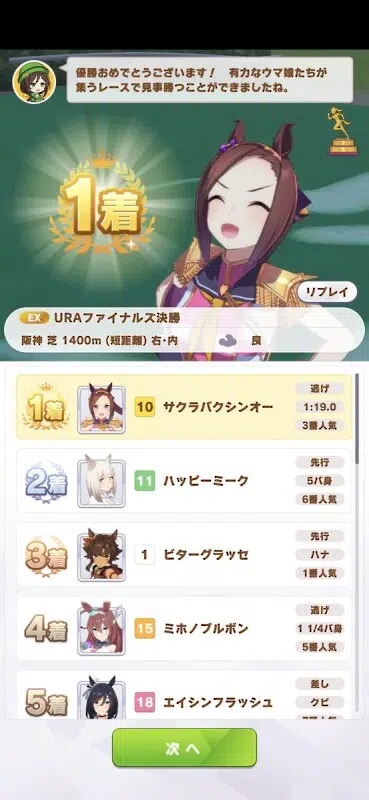 優勝おめでとうございます！ 有力なウマ娘たちが
集うレースで見事勝つことができましたね。
1着
リプレイ
EX URAファイナルズ決勝
阪神 芝 1400m (短距離) 右・内 良
1着 10 サクラバクシンオー 逃げ
1:19.0
3番人気
2着 11 ハッピーミーク 先行
5バ身
6番人気
3着 1 ビターグラッセ 先行
ハナ
1番人気
4着 15 ミホノブルボン 逃げ
1 1/4バ身
5番人気
5着 18 エイシンフラッシュ 差し
クビ
次へ